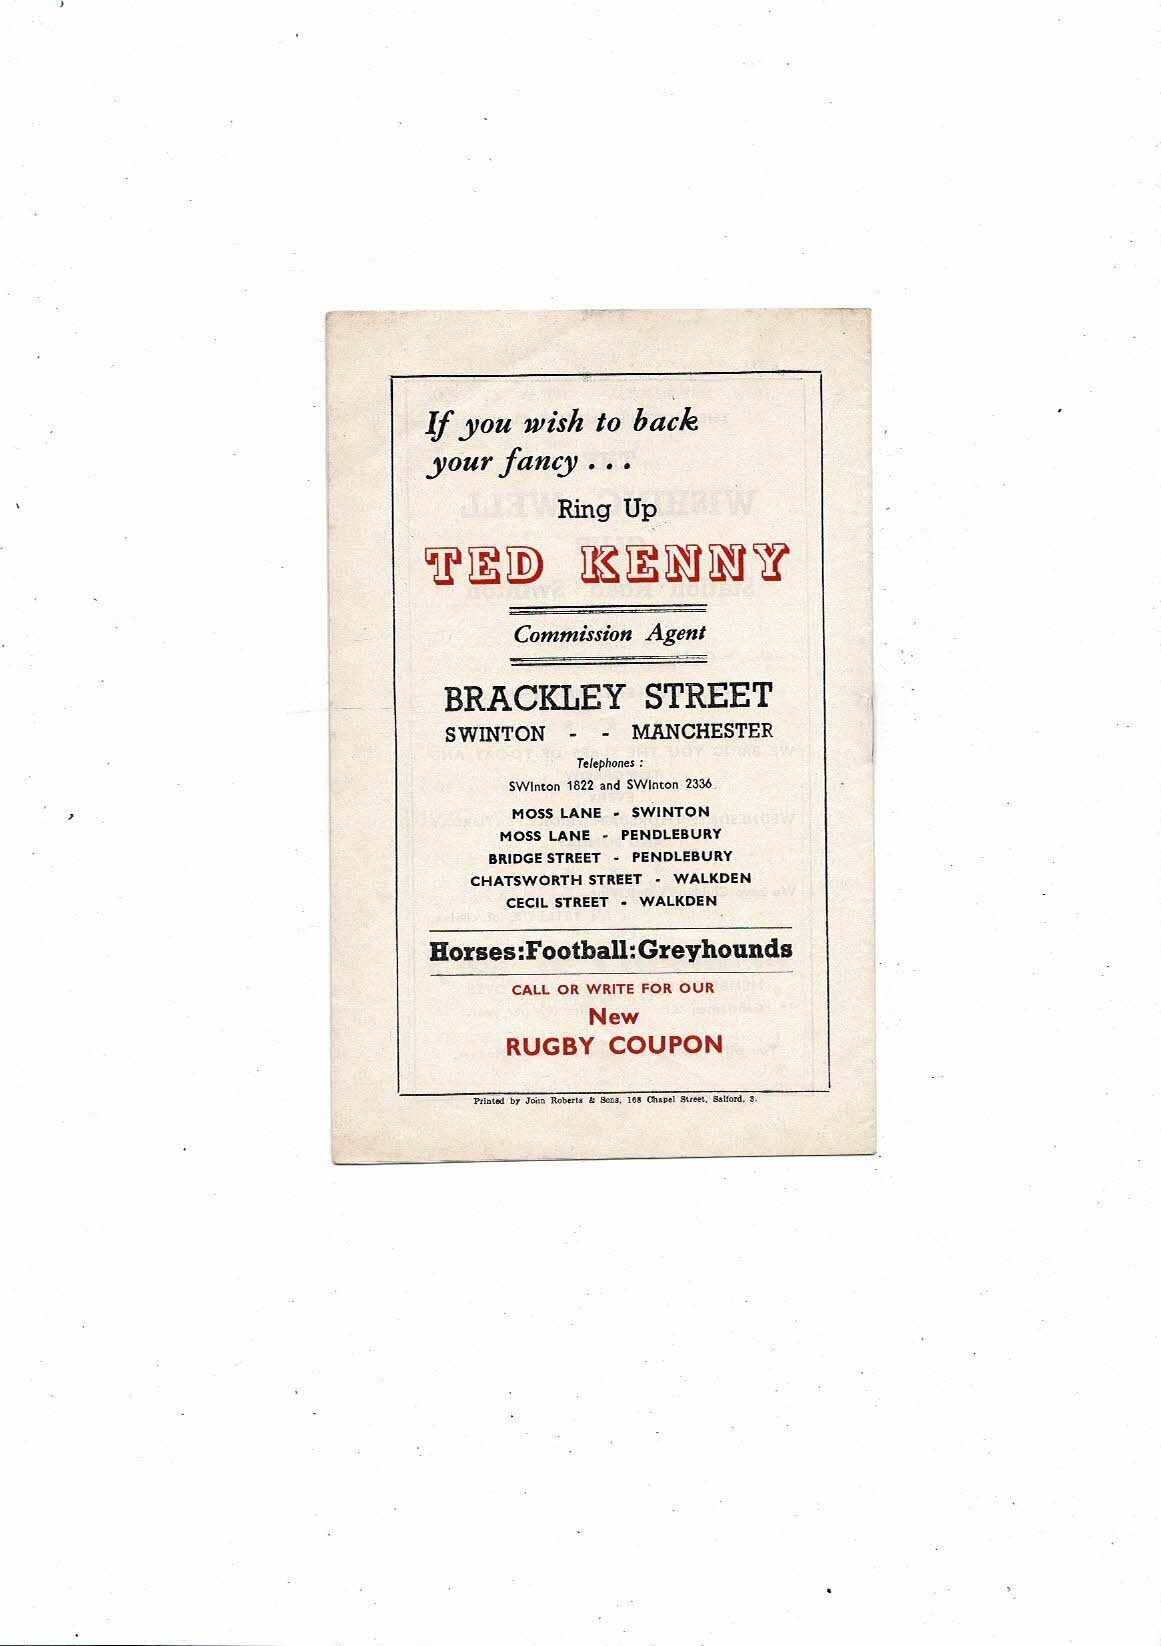 If you wish to back
your fancy . . .
Ring Up
TED KENNY
Commission Agent
BRACKLEY STREET
SWINTON - - MANCHESTER
Telephones :
SWInton 1822 and SWInton 2336.
MOSS LANE - SWINTON
MOSS LANE - PENDLEBURY
BRIDGE STREET - PENDLEBURY
CHATSWORTH STREET - WALKDEN
CECIL STREET - WALKDEN
Horses:Football:Greyhounds
CALL OR WRITE FOR OUR
New
RUGBY COUPON
Printed by John Roberts & Sons, 168 Chapel Street, Salford, 3.